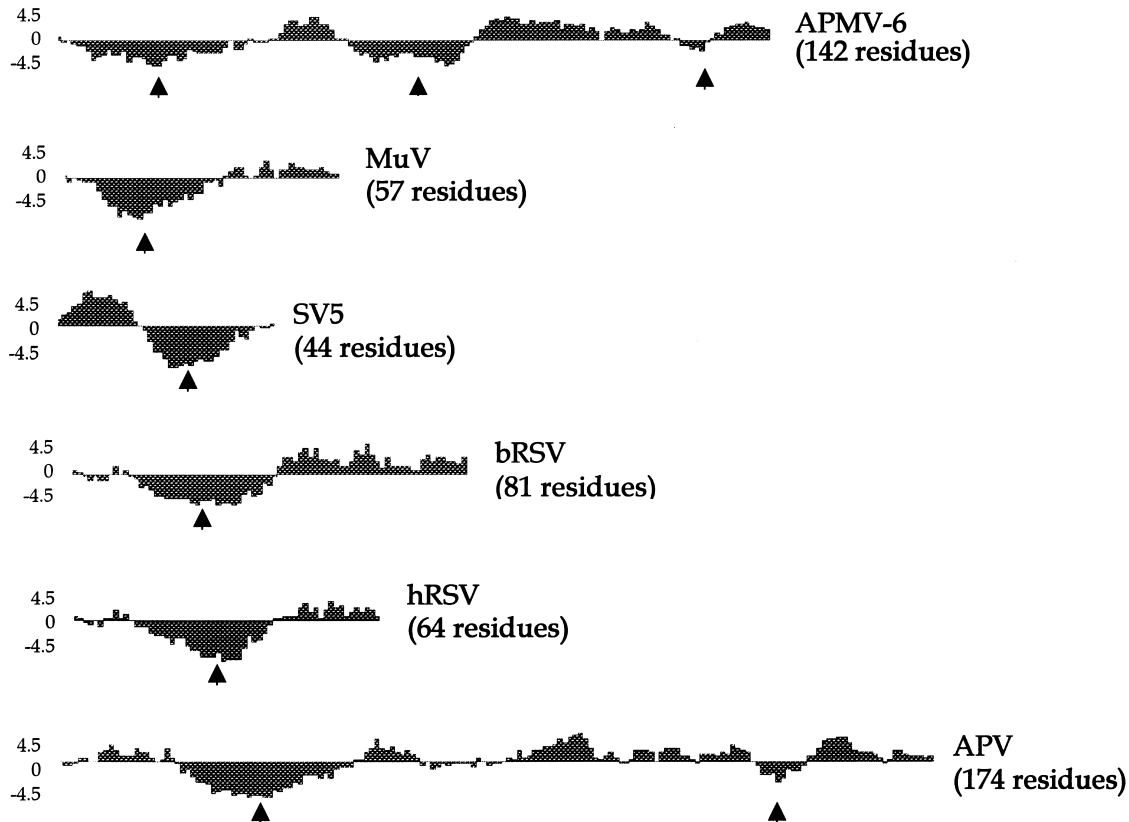 4.5
0
-4.5
APMV-6
(142 residues)
4.5
0
-4.5
MuV
(57 residues)
4.5
0
-4.5
SV5
(44 residues)
4.5
0
-4.5
bRSV
(81 residues)
4.5
0
-4.5
hRSV
(64 residues)
4.5
0
-4.5
APV
(174 residues)